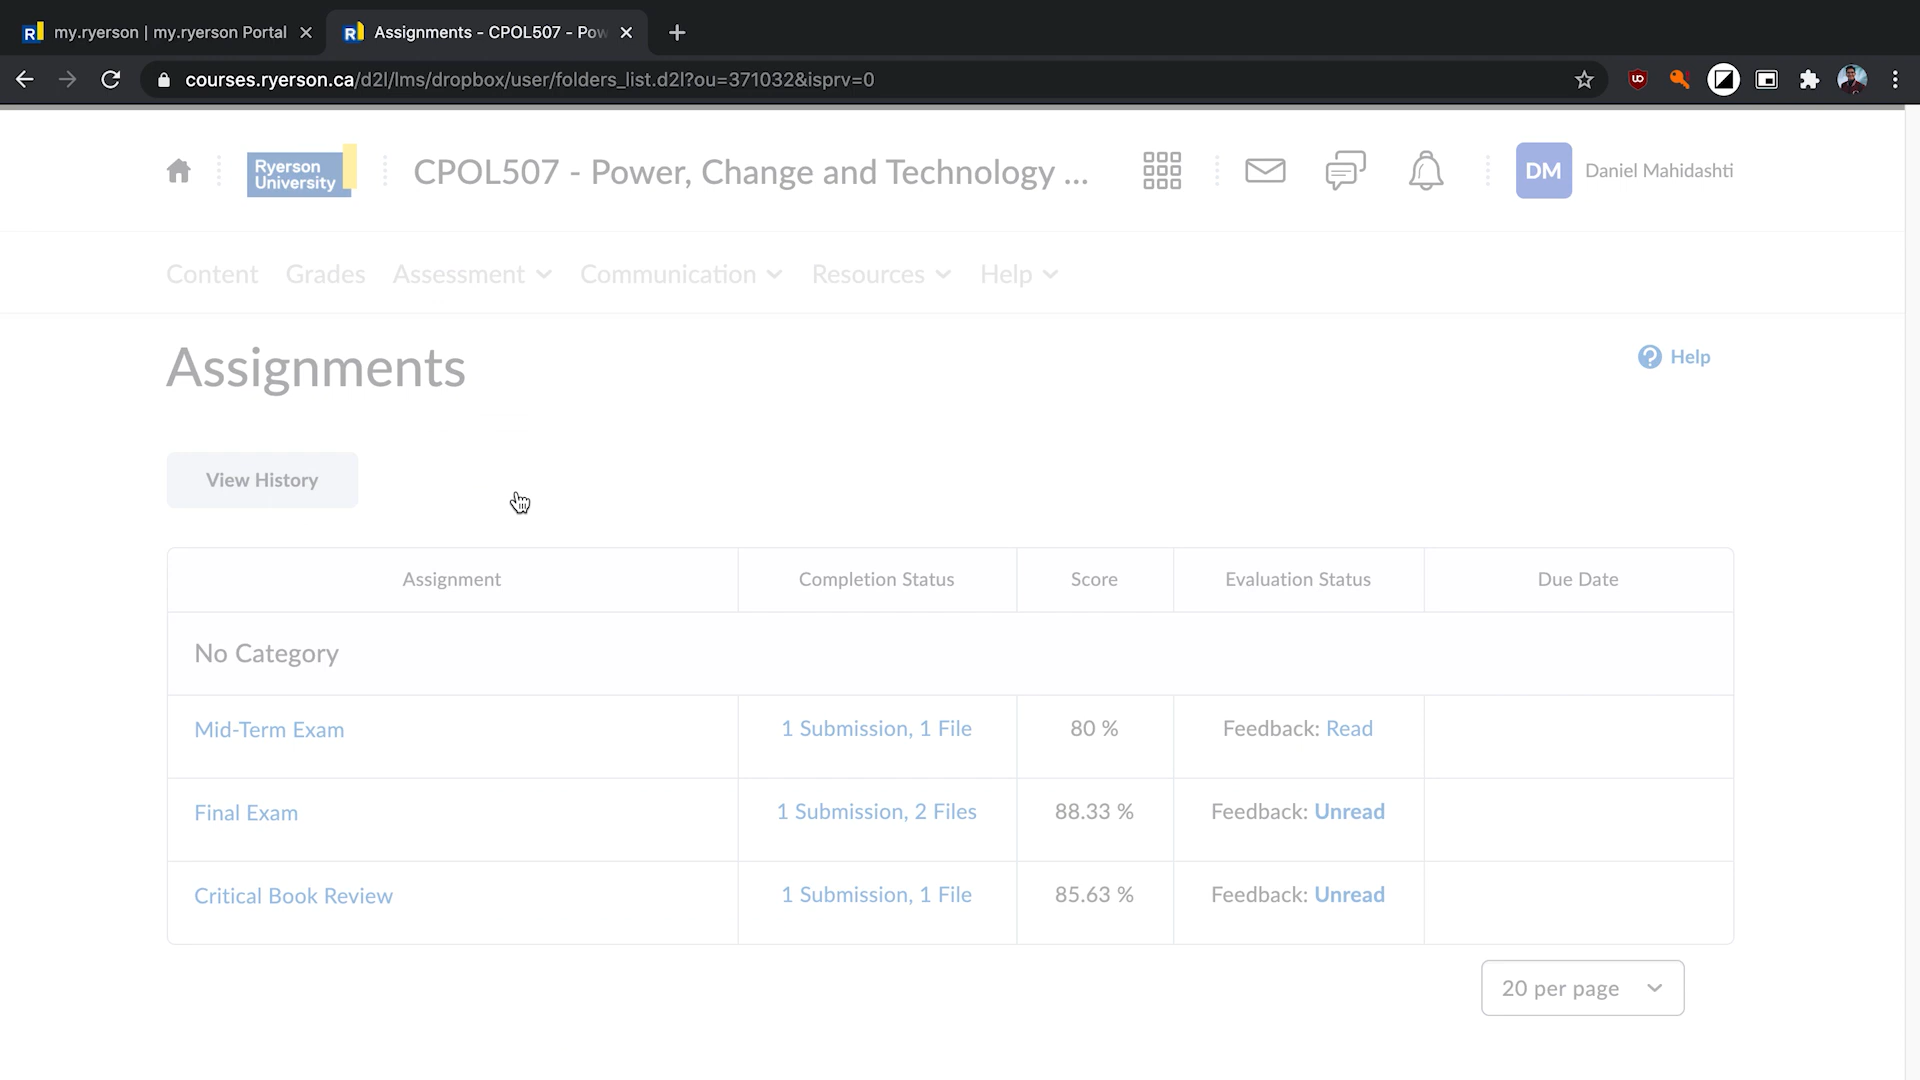 my.ryerson | my.ryerson Portal
Assignments - CPOL507 - Pow
courses.ryerson.ca/d2l/lms/dropbox/user/folders_list.d2l?ou=371032&isprv=0
Ryerson
University
CPOL507 - Power, Change and Technology ...
DM
Daniel Mahidashti
Content Grades Assessment Communication Resources Help
Assignments
Help
View History
Assignment Completion Status Score Evaluation Status Due Date
No Category
Mid-Term Exam 1 Submission, 1 File 80 % Feedback: Read
Final Exam 1 Submission, 2 Files 88.33 % Feedback: Unread
Critical Book Review 1 Submission, 1 File 85.63 % Feedback: Unread
20 per page